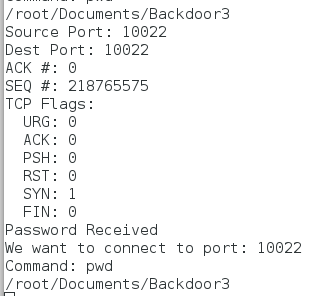 Command: pwd
/root/Documents/Backdoor3
Source Port: 10022
Dest Port: 10022
ACK #: 0
SEQ #: 218765575
TCP Flags:
URG: 0
ACK: 0
PSH: 0
RST: 0
SYN: 1
FIN: 0
Password Received
We want to connect to port: 10022
Command: pwd
/root/Documents/Backdoor3